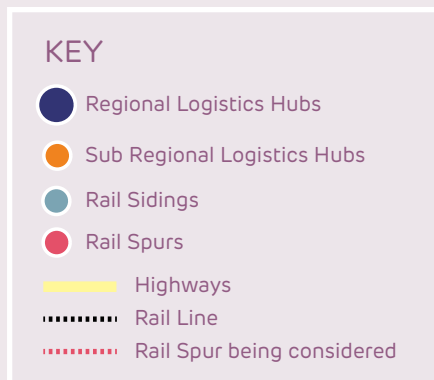 KEY
Regional Logistics Hubs
Sub Regional Logistics Hubs
Rail Sidings
Rail Spurs
Highways
Rail Line
Rail Spur being considered